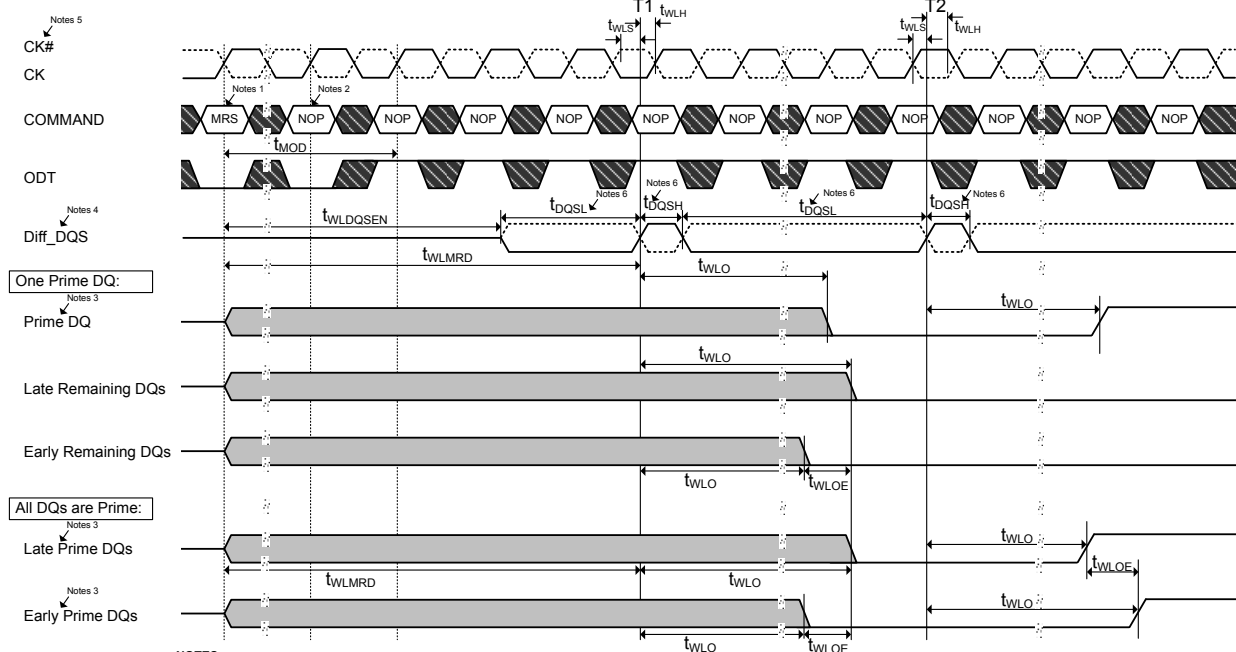 T1 T2
tWLS tWLH tWLS tWLH
Notes 5
CK#
CK
Notes 1 Notes 2
COMMAND MRS NOP NOP NOP NOP NOP NOP NOP NOP NOP NOP NOP
tMOD
ODT
Notes 4
Diff_DQS
tWLDQSEN tDQSL Notes 6 tDQSH Notes 6 tDQSL Notes 6 tDQSH Notes 6
tWLMRD
One Prime DQ:
tWLO tWLO
Notes 3
Prime DQ
tWLO
Late Remaining DQs
Early Remaining DQs
tWLO tWLOE
All DQs are Prime:
Notes 3
Late Prime DQs
tWLO
tWLMRD tWLO tWLOE
Notes 3
Early Prime DQs
tWLO
tWLO tWLOE